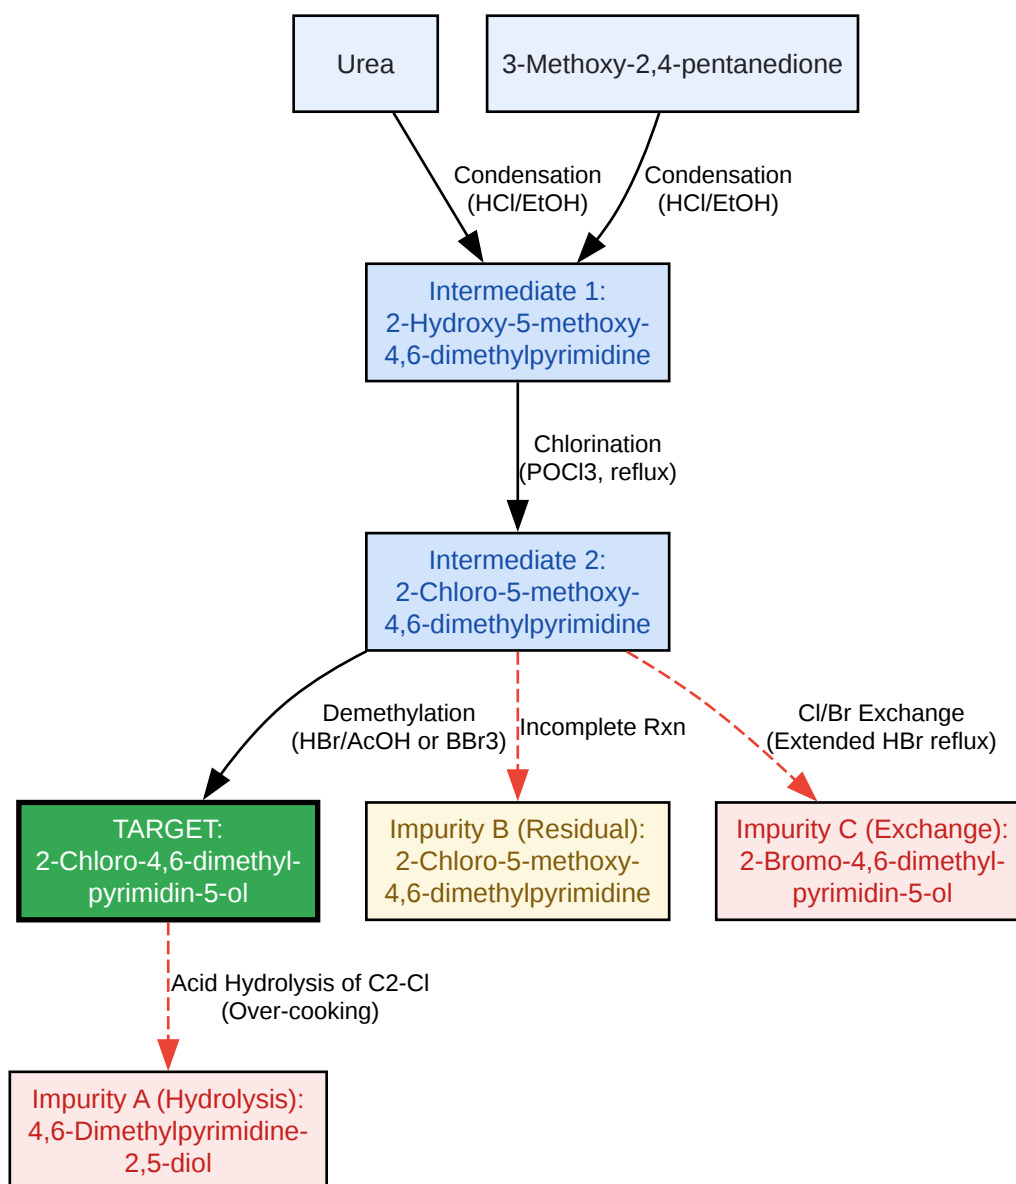 Urea
3-Methoxy-2,4-pentanedione
Condensation
(HCl/EtOH)
Condensation
(HCl/EtOH)
Intermediate 1:
2-Hydroxy-5-methoxy-
4,6-dimethylpyrimidine
Chlorination
(POCl3, reflux)
Intermediate 2:
2-Chloro-5-methoxy-
4,6-dimethylpyrimidine
Demethylation
(HBr/AcOH or BBr3)
Incomplete Rxn
Cl/Br Exchange
(Extended HBr reflux)
TARGET:
2-Chloro-4,6-dimethyl-
pyrimidin-5-ol
Impurity B (Residual):
2-Chloro-5-methoxy-
4,6-dimethylpyrimidine
Impurity C (Exchange):
2-Bromo-4,6-dimethyl-
pyrimidin-5-ol
Acid Hydrolysis of C2-Cl
(Over-cooking)
Impurity A (Hydrolysis):
4,6-Dimethylpyrimidine-
2,5-diol